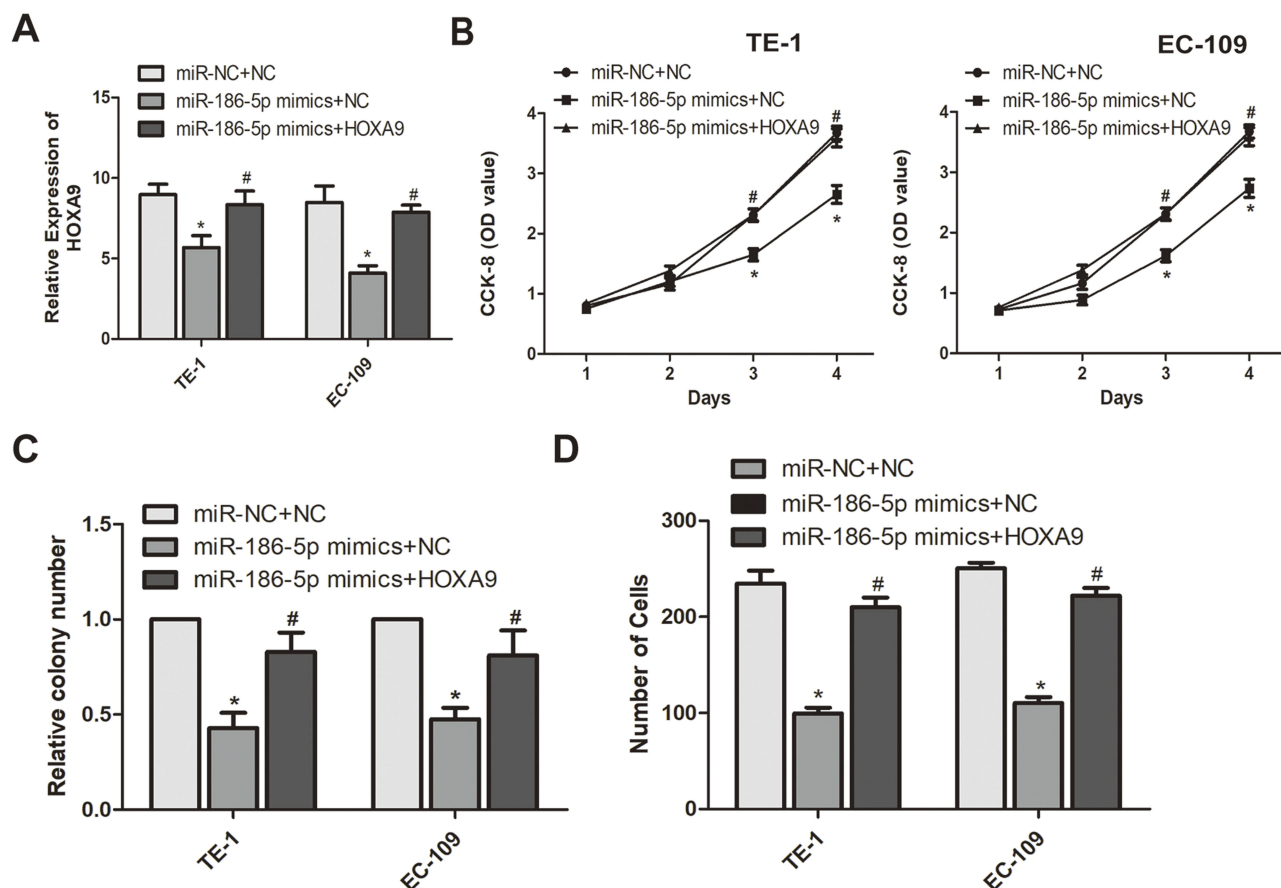 A
miR-NC+NC
miR-186-5p mimics+NC
miR-186-5p mimics+HOXA9
Relative Expression of
HOXA9
15
10
5
0
*
#
*
#
TE-1
EC-109
B
TE-1
miR-NC+NC
miR-186-5p mimics+NC
miR-186-5p mimics+HOXA9
CCK-8 (OD value)
4
3
2
1
0
#
*
#
*
1
2
3
4
Days
EC-109
miR-NC+NC
miR-186-5p mimics+NC
miR-186-5p mimics+HOXA9
CCK-8 (OD value)
4
3
2
1
0
#
*
#
*
1
2
3
4
Days
C
miR-NC+NC
miR-186-5p mimics+NC
miR-186-5p mimics+HOXA9
Relative colony number
1.5
1.0
0.5
0.0
*
#
*
#
TE-1
EC-109
D
miR-NC+NC
miR-186-5p mimics+NC
miR-186-5p mimics+HOXA9
Number of Cells
300
200
100
0
*
#
*
#
TE-1
EC-109